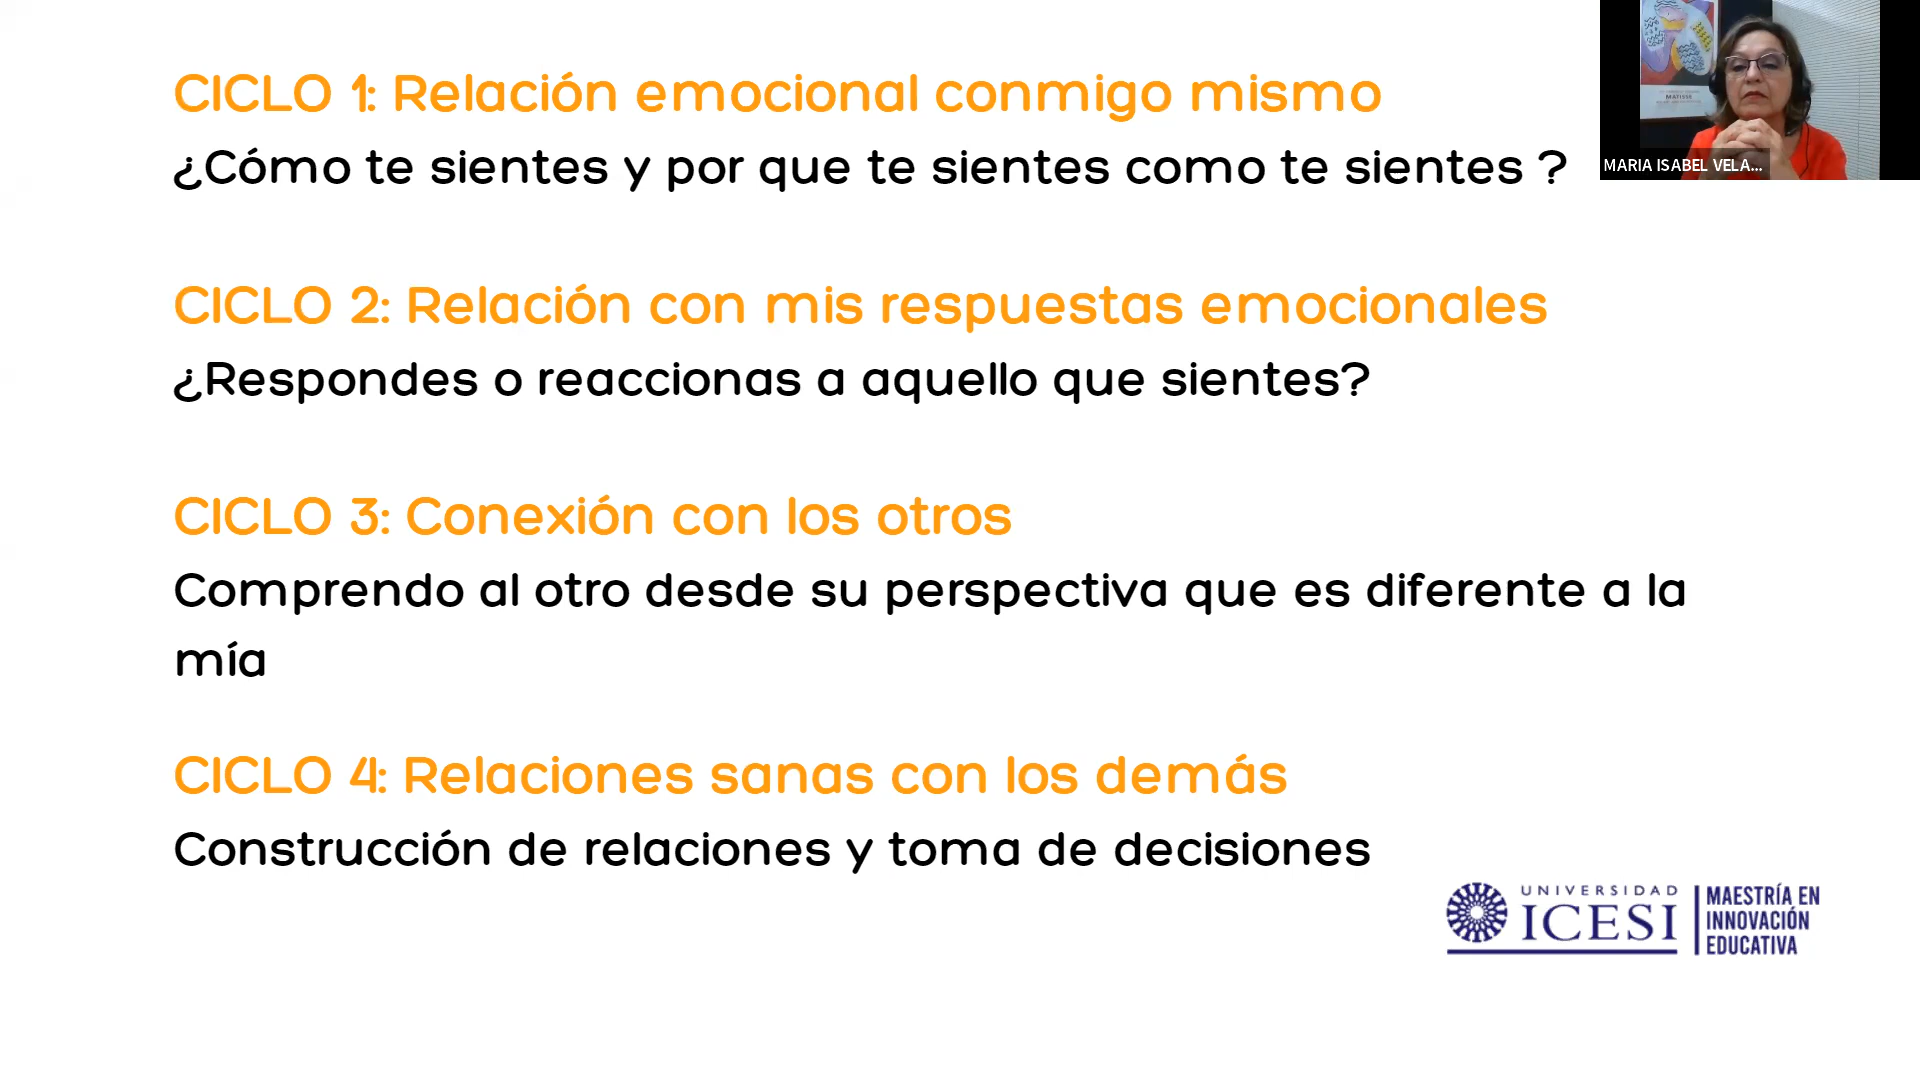 CICLO 1: Relación emocional conmigo mismo
¿Cómo te sientes y por que te sientes como te sientes ?
MATISSE
MARIA ISABEL VELA...
CICLO 2: Relación con mis respuestas emocionales
¿Respondes o reaccionas a aquello que sientes?
CICLO 3: Conexión con los otros
Comprendo al otro desde su perspectiva que es diferente a la
mía
CICLO 4: Relaciones sanas con los demás
Construcción de relaciones y toma de decisiones
UNIVERSIDAD
ICESI
MAESTRÍA EN
INNOVACIÓN
EDUCATIVA